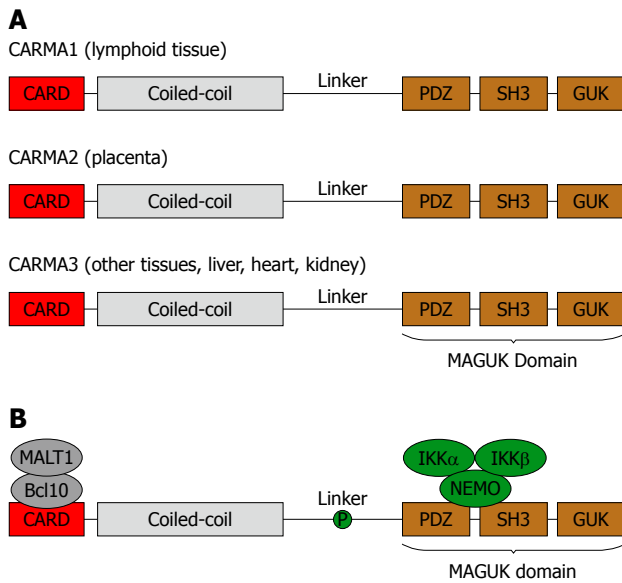 A
CARMA1 (lymphoid tissue)
Linker
CARD Coiled-coil PDZ SH3 GUK
CARMA2 (placenta)
Linker
CARD Coiled-coil PDZ SH3 GUK
CARMA3 (other tissues, liver, heart, kidney)
Linker
CARD Coiled-coil PDZ SH3 GUK
MAGUK Domain
B
MALT1 IKKα IKKβ
Bcl10 NEMO
Linker
CARD Coiled-coil P PDZ SH3 GUK
MAGUK domain